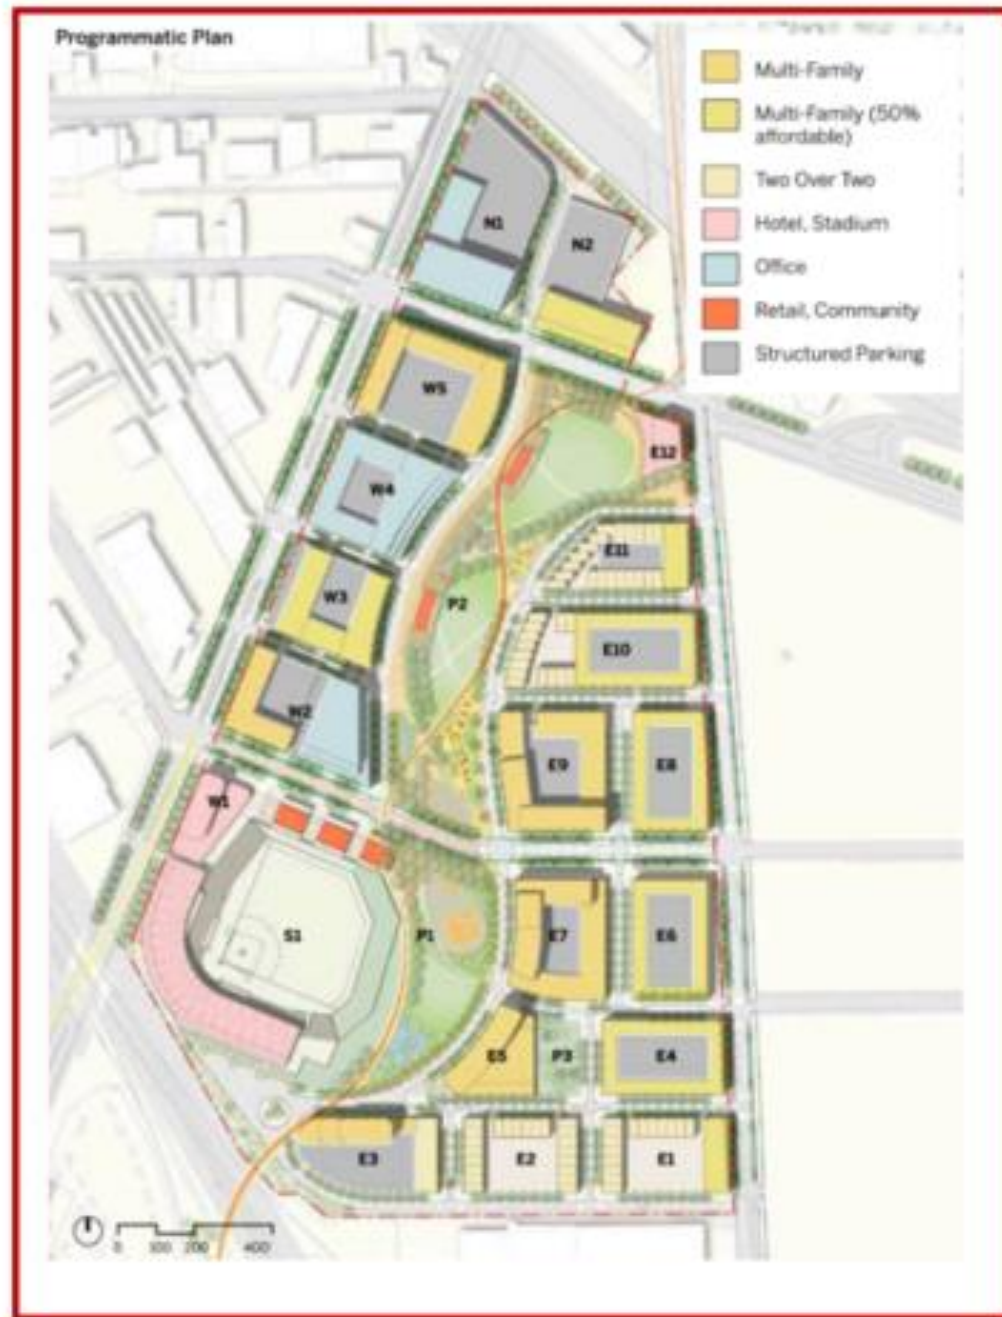 Programmatic Plan
Multi-Family
Multi-Family (50%
affordable)
Two Over Two
Hotel, Stadium
Office
Retail, Community
Structured Parking
N1
N2
W5
E12
W4
E11
W3
P2
E10
W2
E9
E8
W1
S1
P1
E7
E6
E5
P3
E4
E3
E2
E1
0 100 200 400